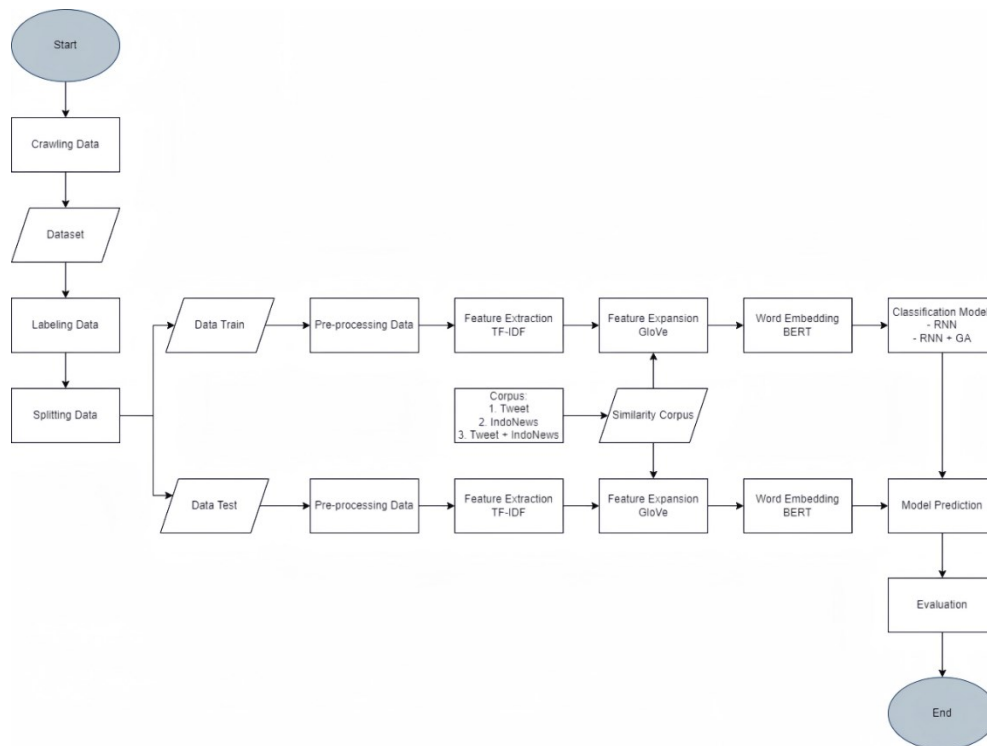 Start
Crawling Data
Dataset
Labeling Data
Splitting Data
Data Train
Pre-processing Data
Feature Extraction
TF-IDF
Feature Expansion
GloVe
Word Embedding
BERT
Classification Model
- RNN
- RNN + GA
Corpus:
1. Tweet
2. IndoNews
3. Tweet + IndoNews
Similarity Corpus
Data Test
Pre-processing Data
Feature Extraction
TF-IDF
Feature Expansion
GloVe
Word Embedding
BERT
Model Prediction
Evaluation
End